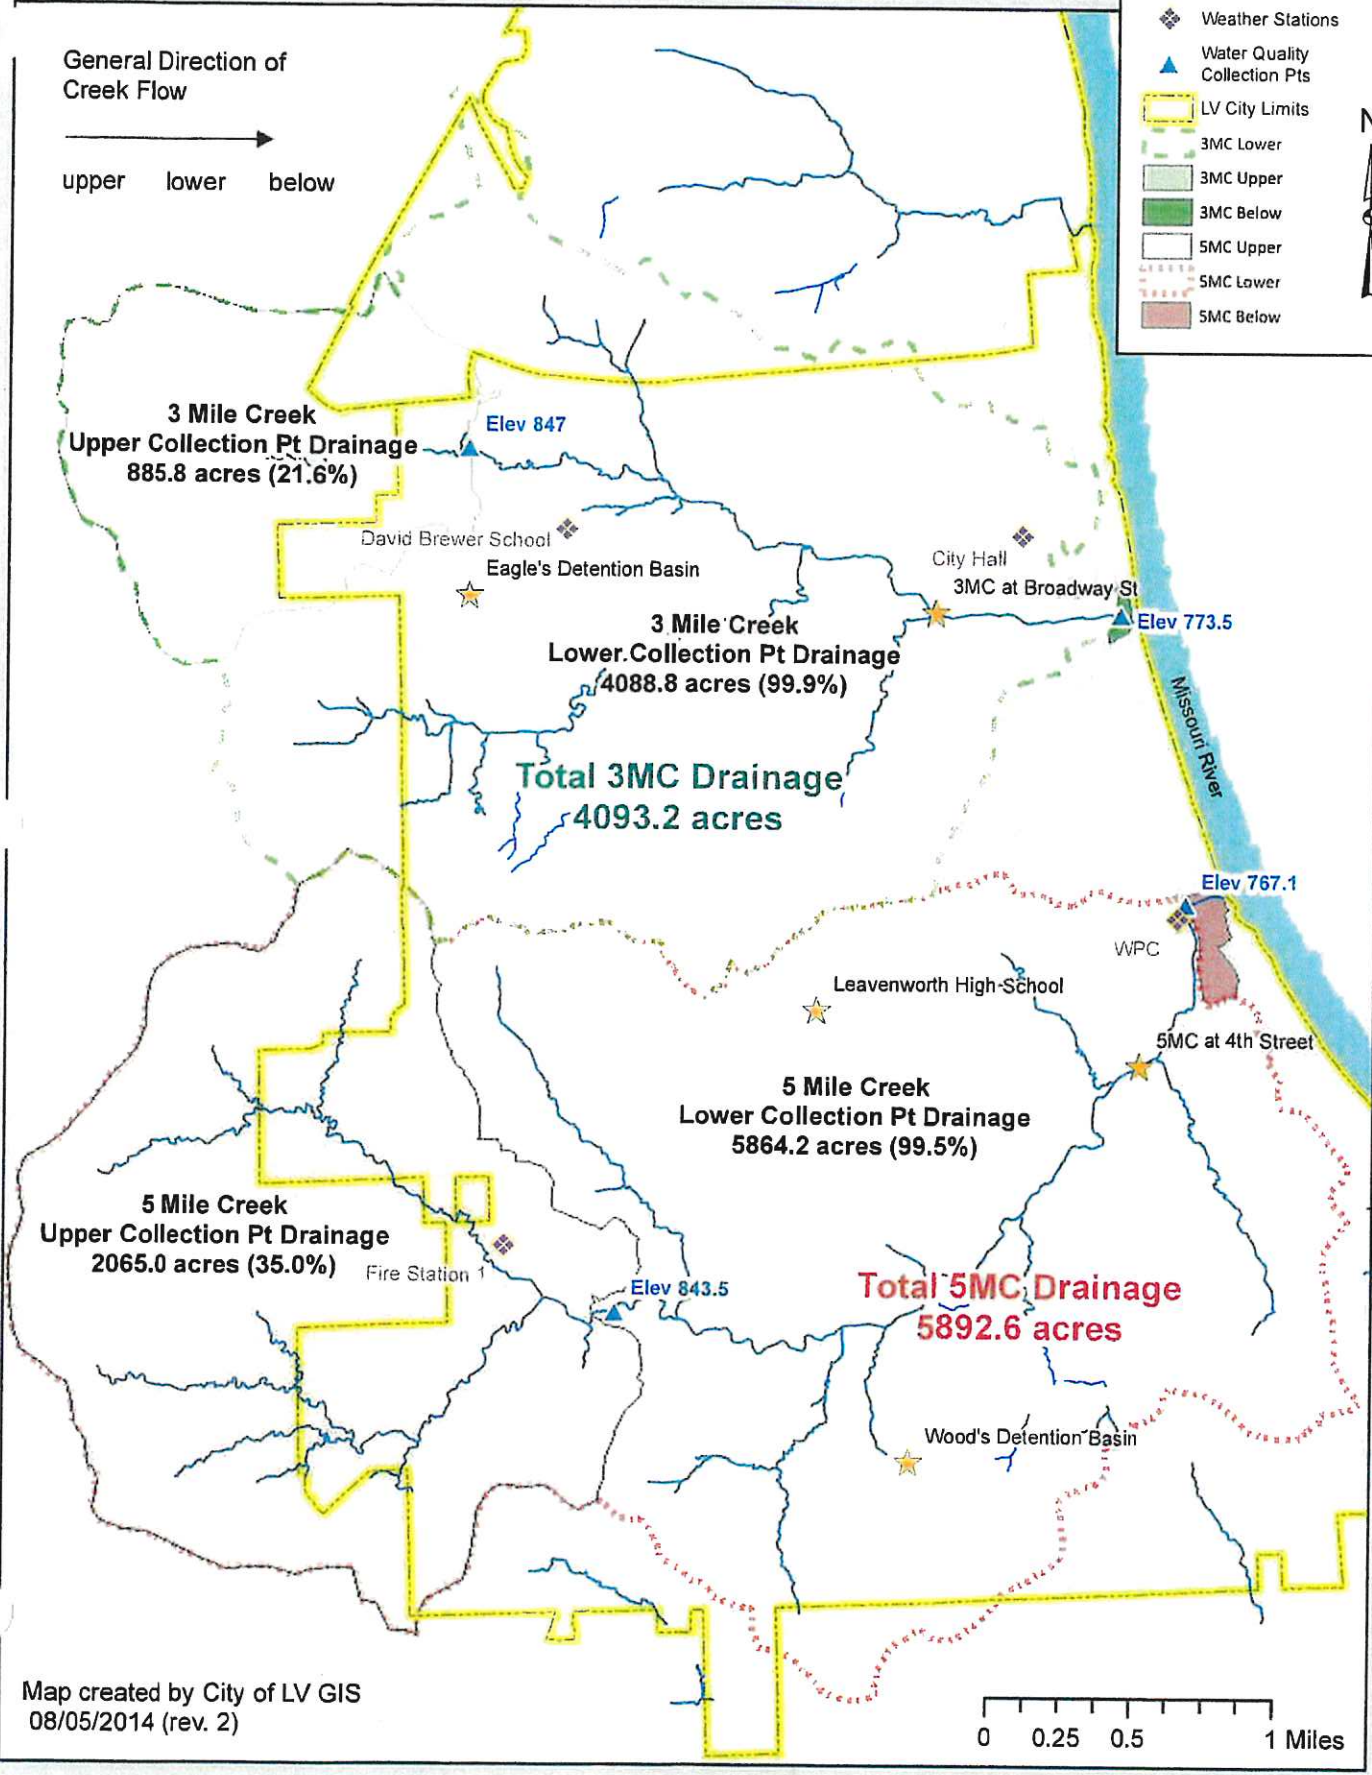 General Direction of
Creek Flow
upper lower below
Weather Stations
Water Quality
Collection Pts
LV City Limits
3MC Lower
3MC Upper
3MC Below
5MC Upper
5MC Lower
5MC Below
N
3 Mile Creek
Upper Collection Pt Drainage
885.8 acres (21.6%)
Elev 847
David Brewer School
Eagle's Detention Basin
City Hall
3MC at Broadway St
Elev 773.5
3 Mile Creek
Lower Collection Pt Drainage
4088.8 acres (99.9%)
Missouri River
Total 3MC Drainage
4093.2 acres
Elev 767.1
WPC
Leavenworth High School
5MC at 4th Street
5 Mile Creek
Lower Collection Pt Drainage
5864.2 acres (99.5%)
5 Mile Creek
Upper Collection Pt Drainage
2065.0 acres (35.0%)
Fire Station 1
Elev 843.5
Total 5MC Drainage
5892.6 acres
Wood's Detention Basin
Map created by City of LV GIS
08/05/2014 (rev. 2)
0 0.25 0.5 1 Miles